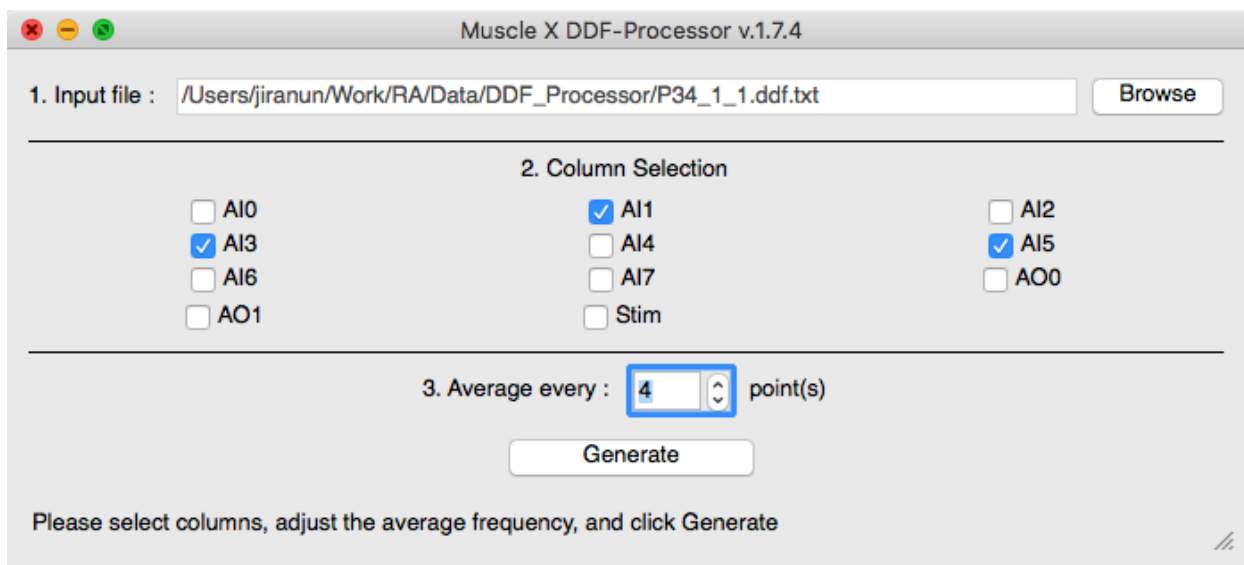 Muscle X DDF-Processor v.1.7.4
1. Input file : /Users/jiranun/Work/RA/Data/DDF_Processor/P34_1_1.ddf.txt Browse
2. Column Selection
AI0 AI1 AI2
AI3 AI4 AI5
AI6 AI7 AO0
AO1 Stim
3. Average every : 4 point(s)
Generate
Please select columns, adjust the average frequency, and click Generate